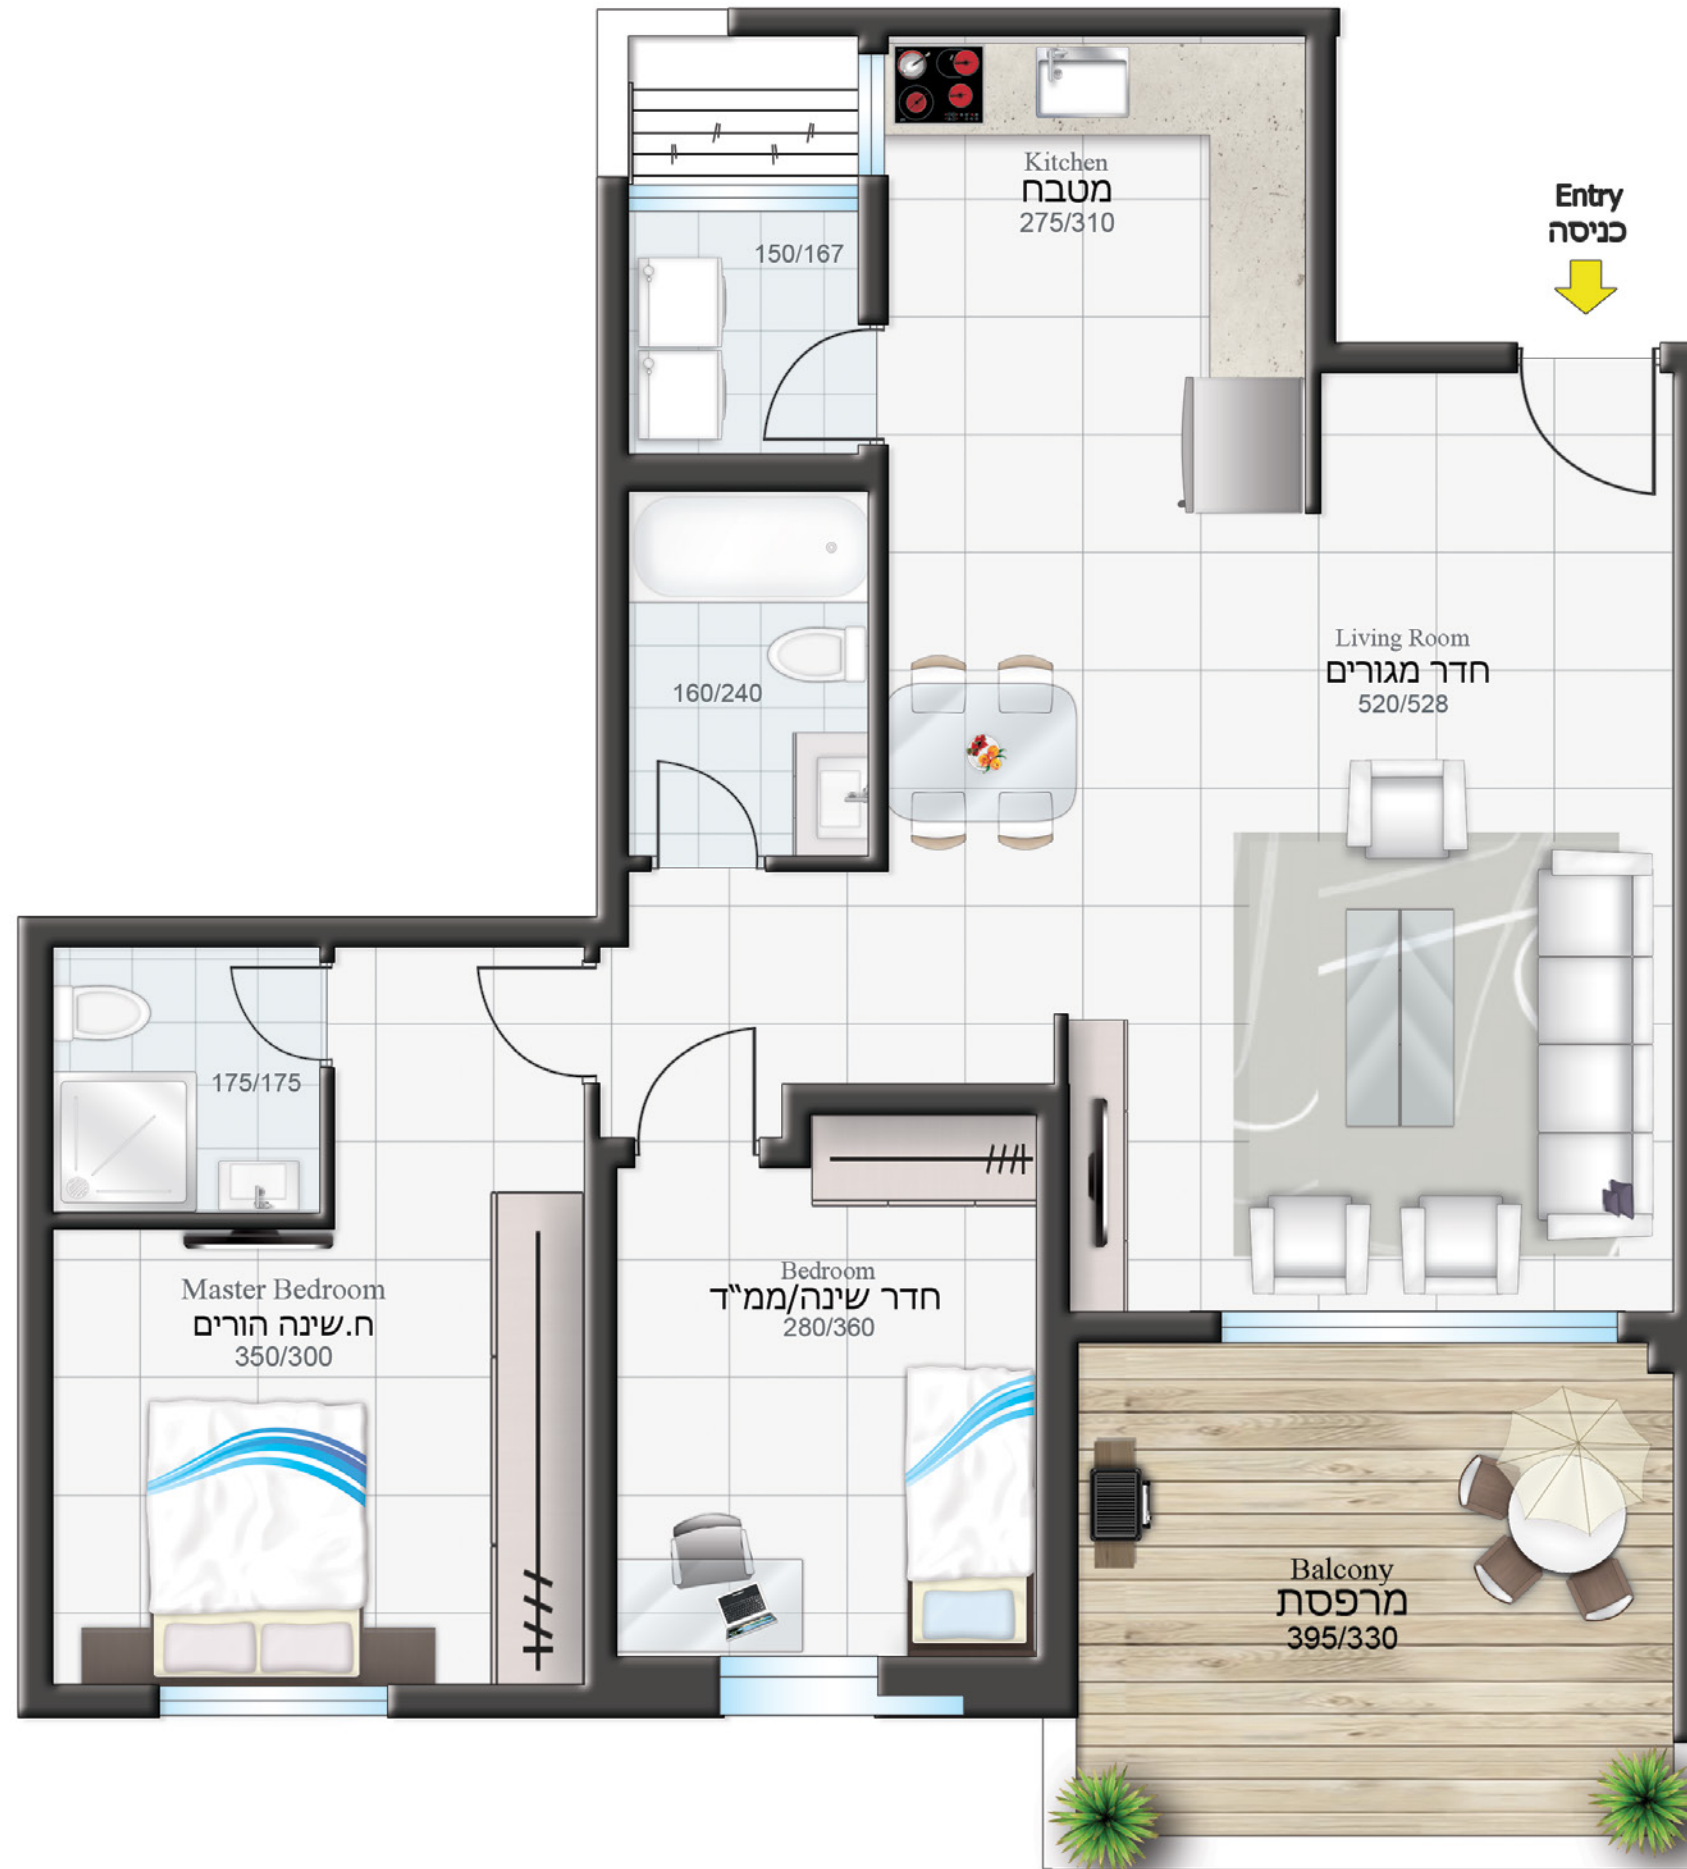 Kitchen
מטבח
275/310
Entry
כניסה
150/167
Living Room
חדר מגורים
520/528
160/240
175/175
Master Bedroom
ח.שינה הורים
350/300
Bedroom
חדר שינה/ממ"ד
280/360
Balcony
מרפסת
395/330